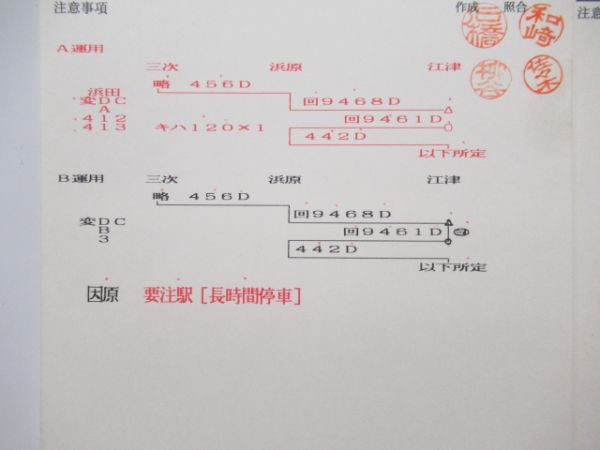 注意事項 作成 照合
和崎
A運用
三次 浜原 江津
略 456D
浜田
変DC
A
412
413 キハ120×1
回9468D
回9461D
442D
以下所定
B運用 三次 浜原 江津
略 456D
変DC
B
3
回9468D
回9461D
442D
以下所定
因原 要注駅[長時間停車]
注意